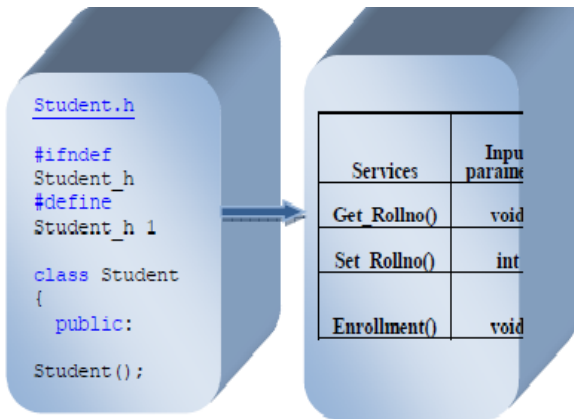 Student.h
#ifndef
Student_h
#define
Student_h 1
class Student
{
public:
Student();
Services
Get_Rollno() void
Set_Rollno() int
Enrollment() void